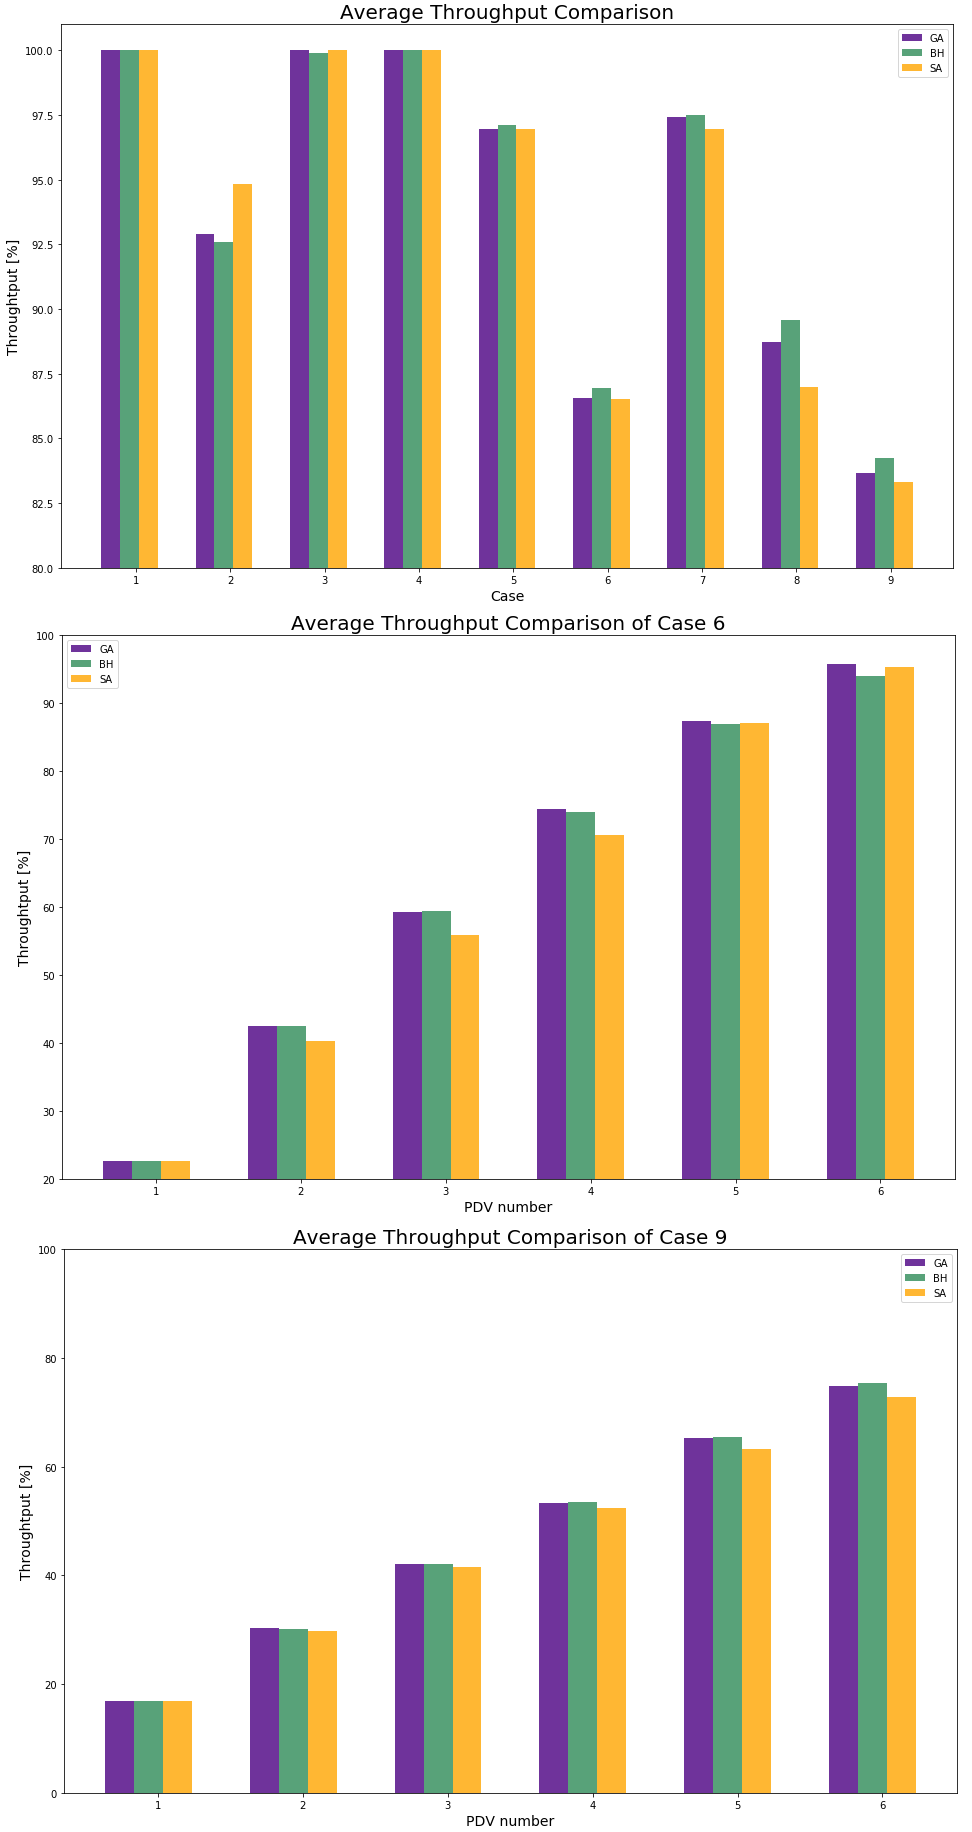 Average Throughput Comparison
GA
BH
SA
100.0
97.5
95.0
92.5
90.0
87.5
85.0
82.5
80.0
Throughtput [%]
1 2 3 4 5 6 7 8 9
Case
Average Throughput Comparison of Case 6
GA
BH
SA
100
90
80
70
60
50
40
30
20
Throughtput [%]
1 2 3 4 5 6
PDV number
Average Throughput Comparison of Case 9
GA
BH
SA
100
80
60
40
20
0
Throughtput [%]
1 2 3 4 5 6
PDV number